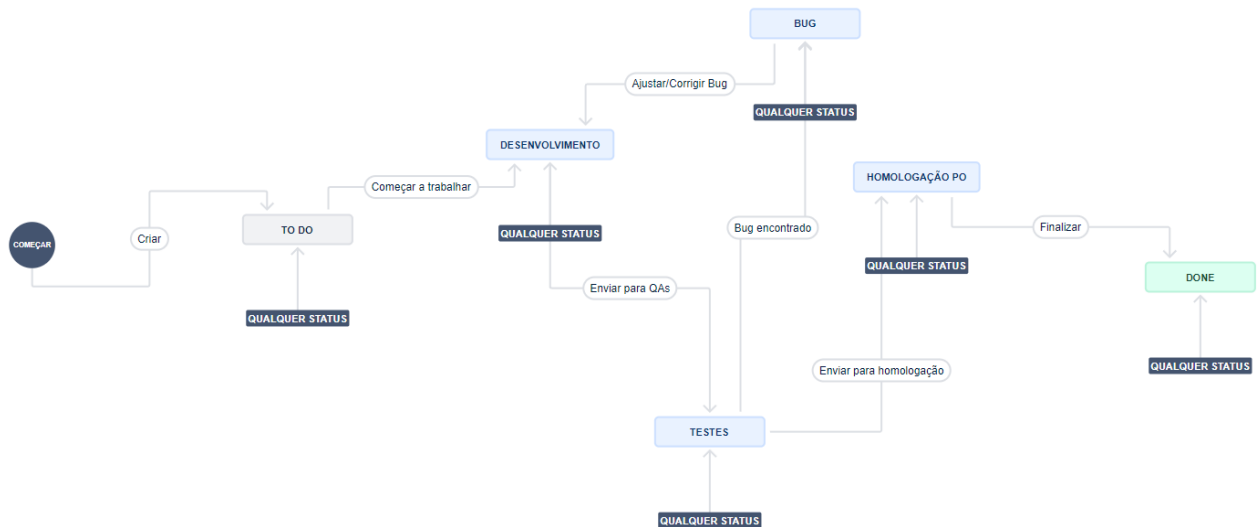 BUG
Ajustar/Corrigir Bug
QUALQUER STATUS
DESENVOLVIMENTO
HOMOLOGAÇÃO PO
Começar a trabalhar
COMEÇAR
Criar
TO DO
QUALQUER STATUS
Bug encontrado
Finalizar
QUALQUER STATUS
DONE
Enviar para QAs
QUALQUER STATUS
QUALQUER STATUS
Enviar para homologação
TESTES
QUALQUER STATUS